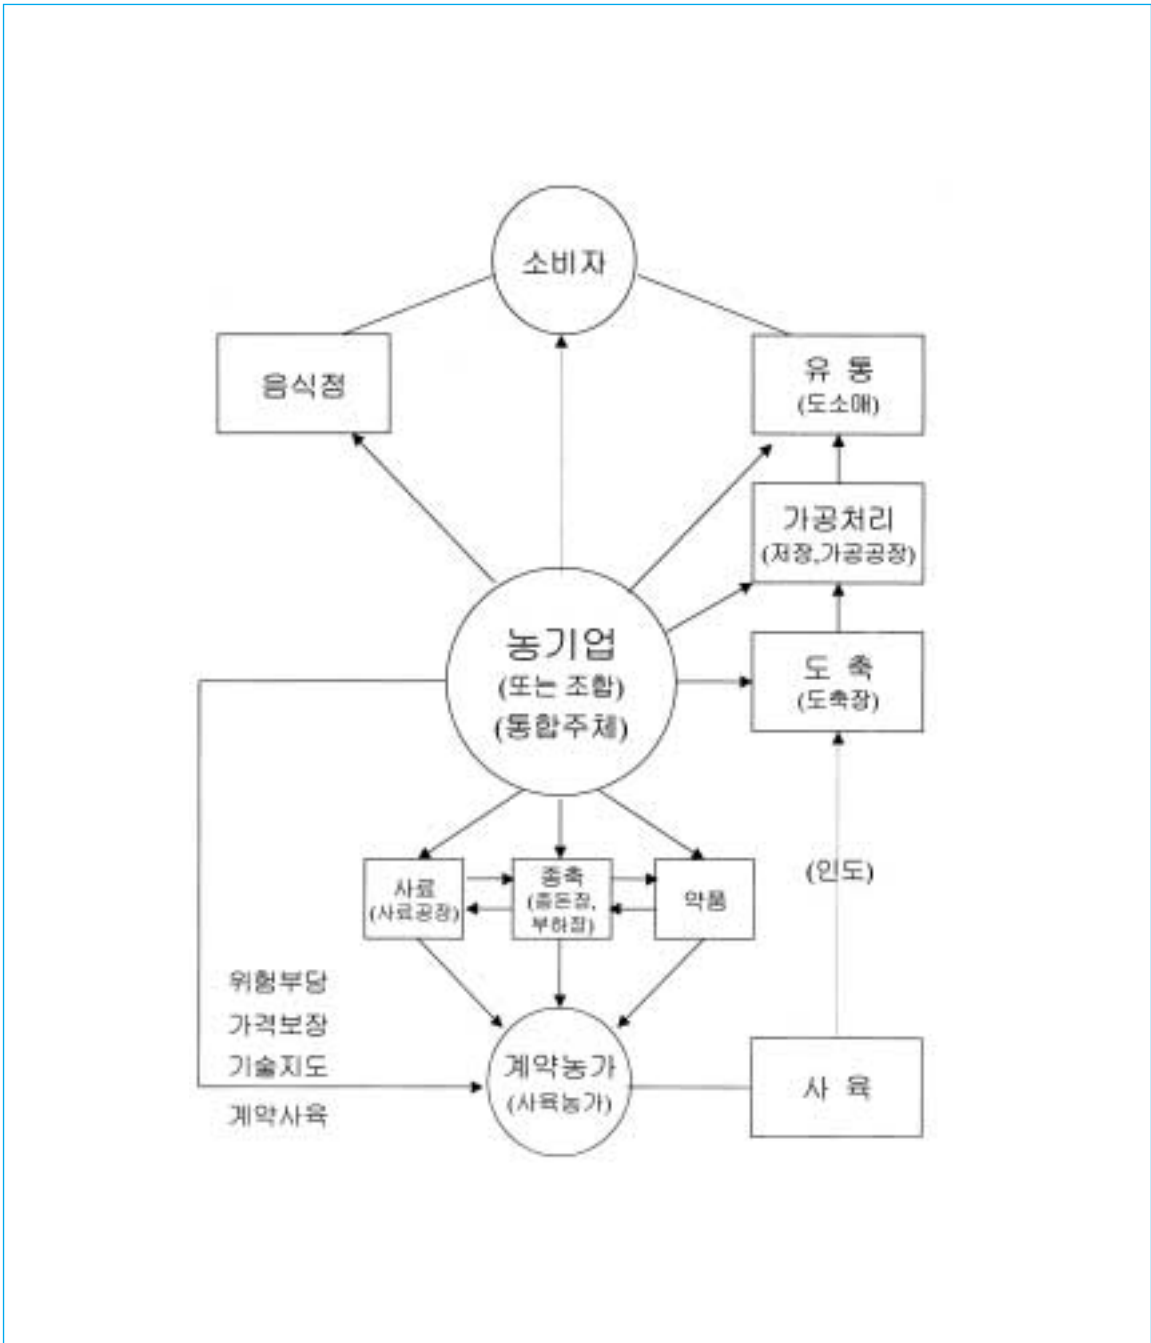 소비자
음식점
유 통
(도소매)
가공처리
(저장,가공공장)
농기업
(또는 조합)
(통합주체)
도 축
(도축장)
(인도)
사료
(사료공장)
종축
(종돈장,
부화장)
약품
위험부담
가격보장
기술지도
계약사육
계약농가
(사육농가)
사 육